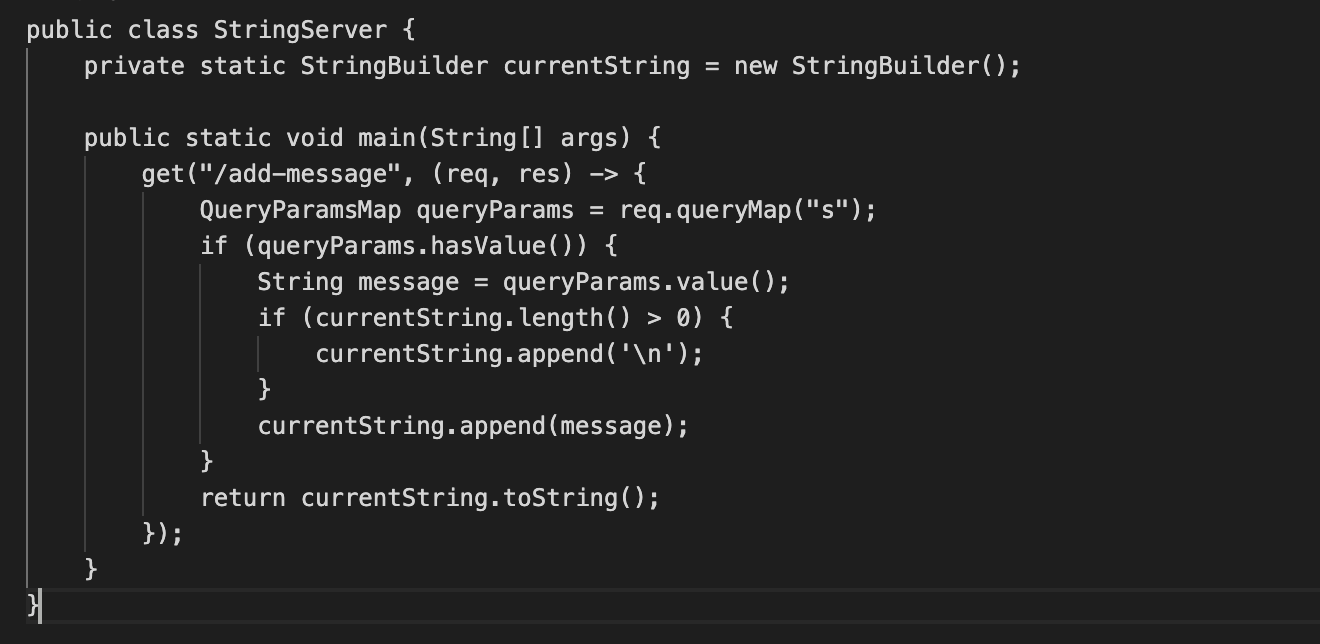 public class StringServer {
    private static StringBuilder currentString = new StringBuilder();

    public static void main(String[] args) {
        get("/add-message", (req, res) -> {
            QueryParamsMap queryParams = req.queryMap("s");
            if (queryParams.hasValue()) {
                String message = queryParams.value();
                if (currentString.length() > 0) {
                    currentString.append('\n');
                }
                currentString.append(message);
            }
            return currentString.toString();
        });
    }
}